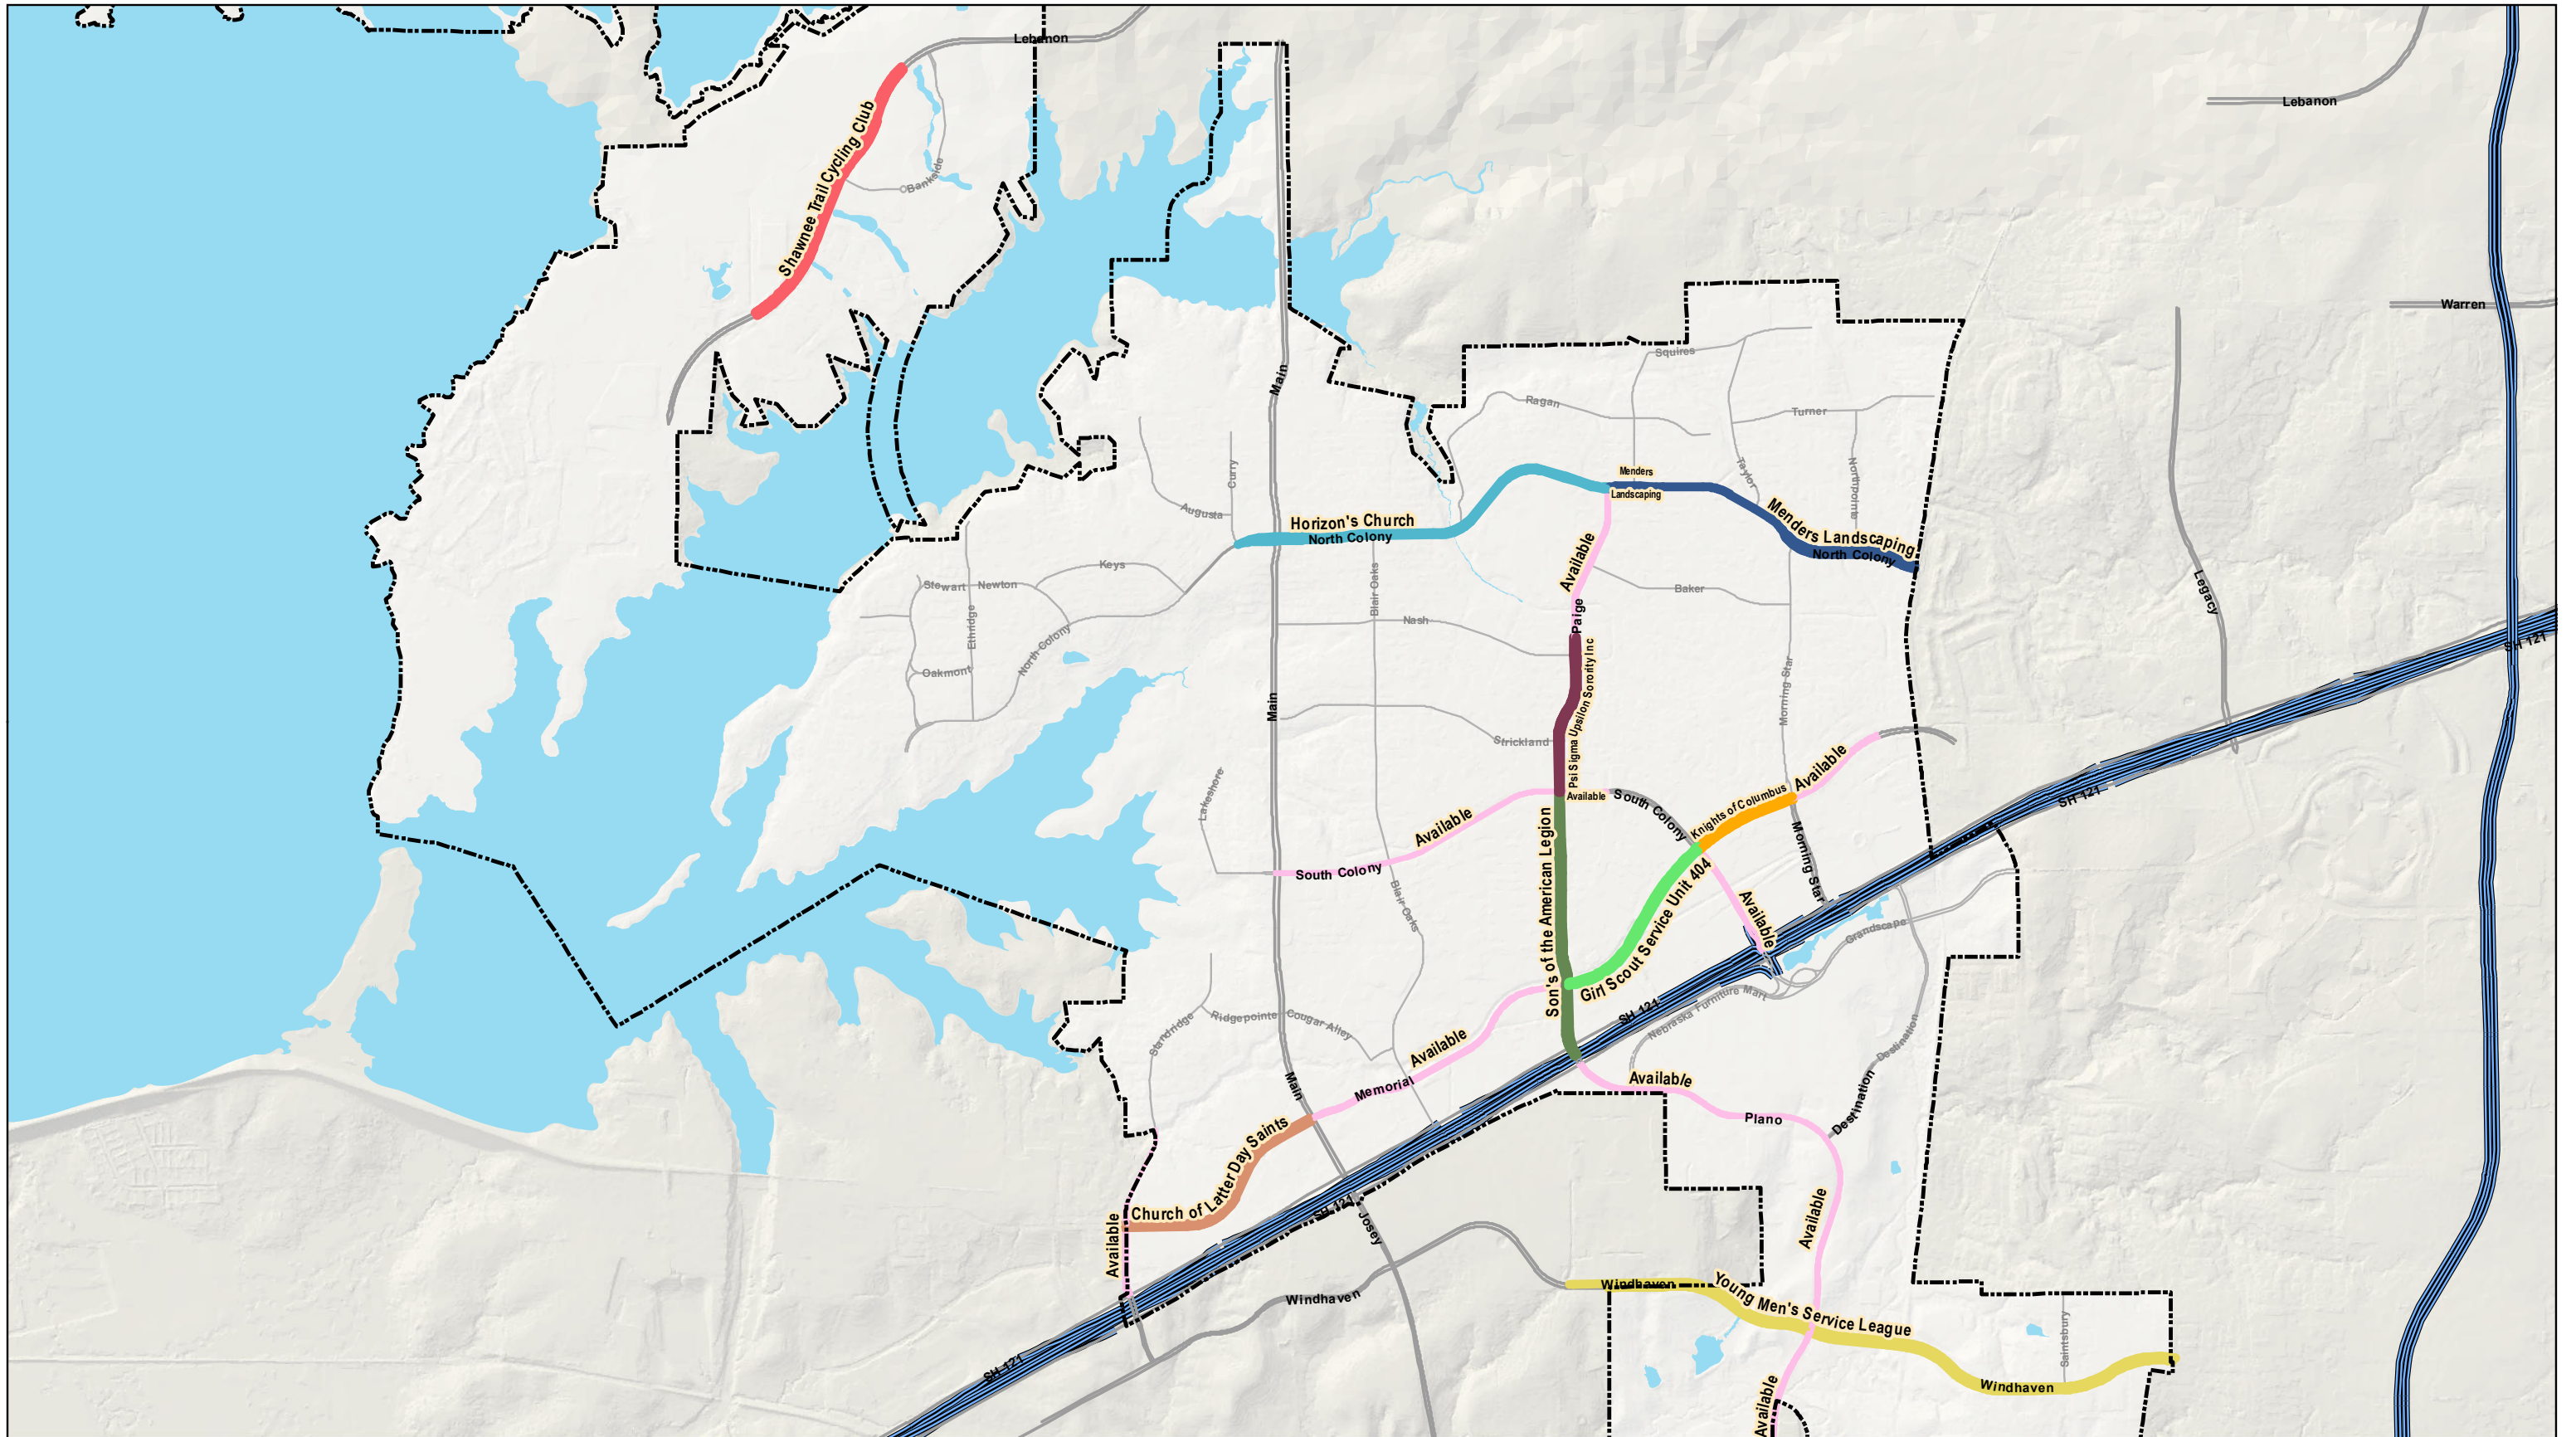 Lebanon
Lebanon
Shawnee Trail Cycling Club
Bankside
Warren
Main
Squires
Ragan
Turner
Curry
Augusta
Taylor
Northpointe
Menders
Landscaping
Horizon's Church
North Colony
Menders Landscaping
North Colony
Available
Keys
Stewart
Newton
Ethridge
North Colony
Oakmont
Blair Oaks
Nash
Baker
Paige
Legacy
SH 121
Psi Sigma Upsilon Sorority Inc
Morning Star
Main
Strickland
Lakeshore
Available
South Colony
Knights of Columbus
Available
SH 121
Available
South Colony
Son's of the American Legion
Girl Scout Service Unit 404
Morning Star
Blair Oaks
Available
Grandscape
SH 121
Nebraska Furniture Mart
Standridge
Ridgepointe
Cougar Alley
Destination
Available
Main
Memorial
Available
Plano
Destination
Church of Latter Day Saints
Available
SH 121
Josey
Available
Windhaven
Windhaven
Young Men's Service League
Saintsbury
SH 121
Windhaven
Available